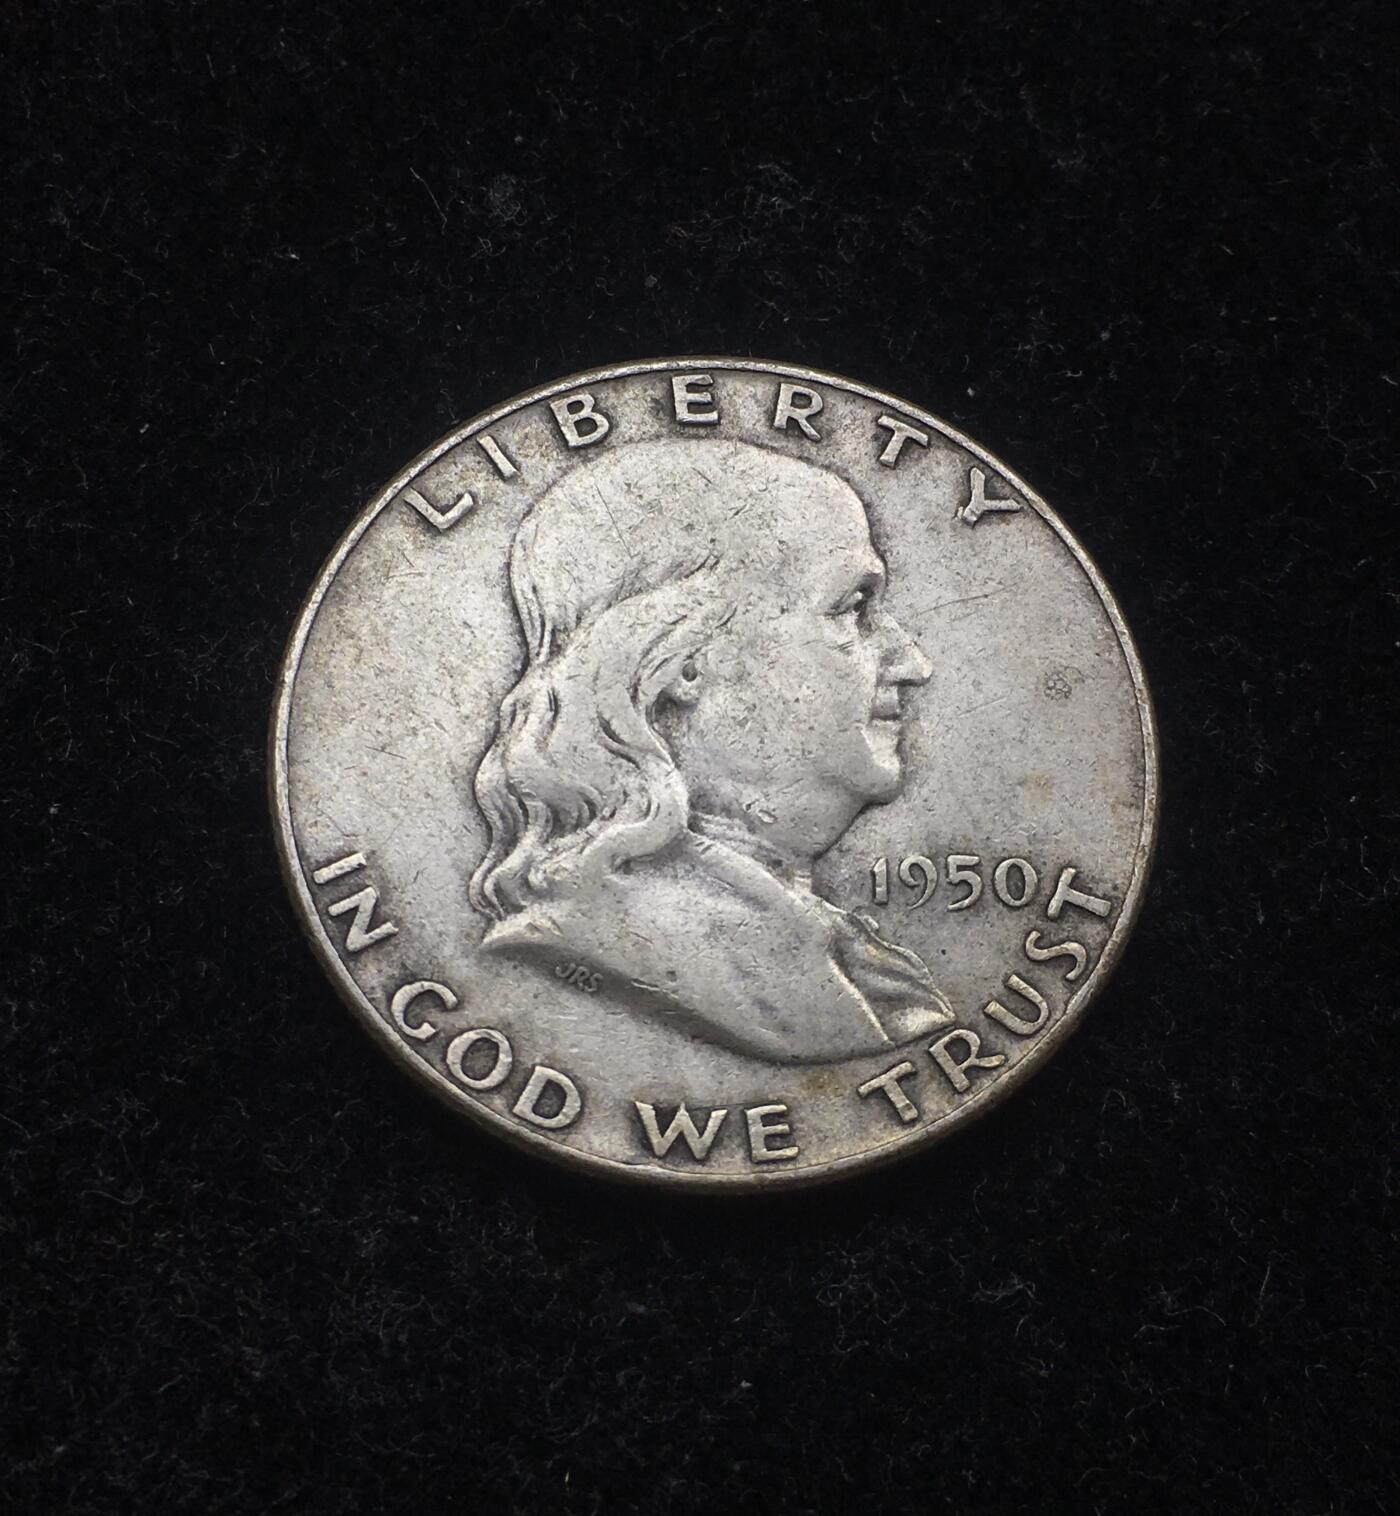 LIBERTY
1950
JRS
IN GOD WE TRUST